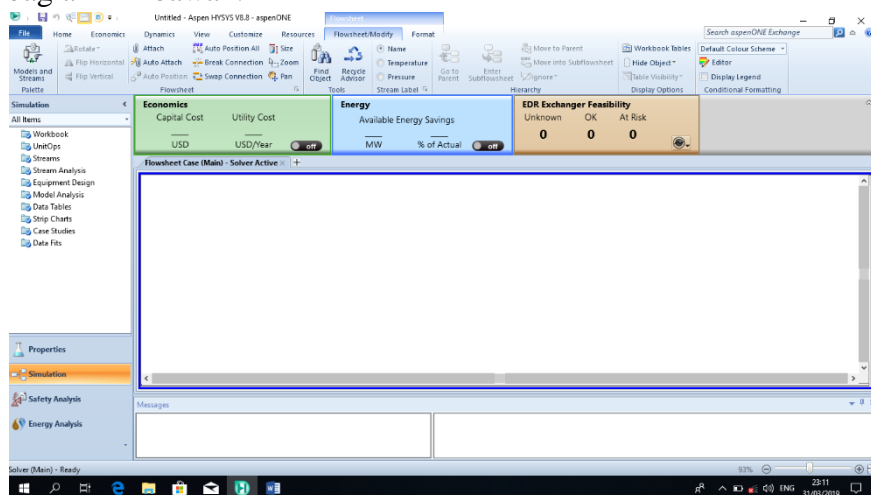 Untitled - Aspen HYSYS V8.8 - aspenONE
Flowsheet
File Home Economics Dynamics View Customize Resources Flowsheet/Modify Format Search aspenONE Exchange
Models and Streams
Palette
Rotate
Flip Horizontal
Flip Vertical
Attach
Auto Attach
Auto Position
Auto Position All
Break Connection
Swap Connection
Size
Zoom
Pan
Flowsheet
Find Object
Recycle Advisor
Tools
Name
Temperature
Pressure
Stream Label
Go to Parent
Enter Subflowsheet
Move to Parent
Move into Subflowsheet
Ignore
Hierarchy
Workbook Tables
Hide Object
Table Visibility
Display Options
Default Colour Scheme
Editor
Display Legend
Conditional Formatting
Simulation
All Items
Workbook
UnitOps
Streams
Stream Analysis
Equipment Design
Model Analysis
Data Tables
Strip Charts
Case Studies
Data Fits
Properties
Simulation
Safety Analysis
Energy Analysis
Economics
Capital Cost Utility Cost
USD USD/Year off
Energy
Available Energy Savings
MW % of Actual off
EDR Exchanger Feasibility
Unknown OK At Risk
0 0 0
Flowsheet Case (Main) - Solver Active
Messages
Solver (Main) - Ready
93%
ENG
23:11
31/03/2019